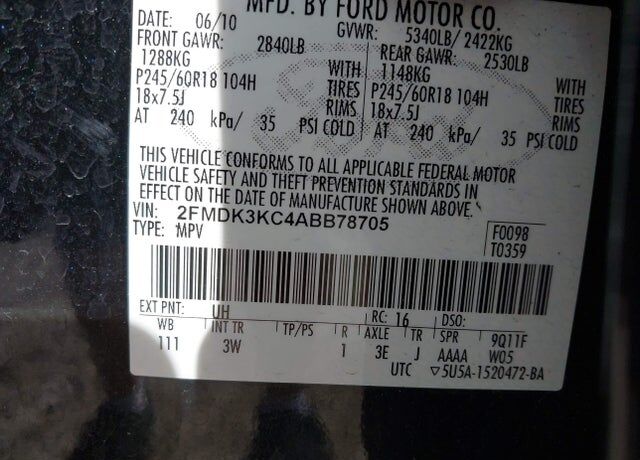 MFD. BY FORD MOTOR CO.
DATE: 06/10 GVWR: 5340LB/ 2422KG
FRONT GAWR: 2840LB REAR GAWR: 2530LB
1288KG WITH 1148KG WITH
P245/60R18 104H TIRES P245/60R18 104H TIRES
18x7.5J RIMS 18x7.5J RIMS
AT 240 kPa/ 35 PSI COLD AT 240 kPa/ 35 PSI COLD
THIS VEHICLE CONFORMS TO ALL APPLICABLE FEDERAL MOTOR
VEHICLE SAFETY AND THEFT PREVENTION STANDARDS IN
EFFECT ON THE DATE OF MANUFACTURE SHOWN ABOVE.
VIN: 2FMDK3KC4ABB78705
TYPE: MPV
F0098
T0359
EXT PNT: UH RC: 16 DSO:
WB INT TR TP/PS R AXLE TR SPR 9Q11F
111 3W 1 3E J AAAA W05
UTC ▽5U5A-1520472-BA